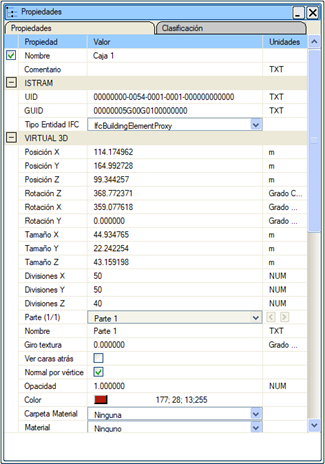 Propiedades
Propiedades Clasificación
Propiedad Valor Unidades
Nombre Caja 1
Comentario TXT
ISTRAM
UID 00000000-0054-0001-0001-000000000000 TXT
GUID 00000005G00G0100000000 TXT
Tipo Entidad IFC IfcBuildingElementProxy
VIRTUAL 3D
Posición X 114.174962 m
Posición Y 164.992728 m
Posición Z 99.344257 m
Rotación Z 368.772371 Grado C...
Rotación X 359.077618 Grado ...
Rotación Y 0.000000 Grado ...
Tamaño X 44.934765 m
Tamaño Y 22.242254 m
Tamaño Z 43.159198 m
Divisiones X 50 NUM
Divisiones Y 50 NUM
Divisiones Z 40 NUM
Parte (1/1) Parte 1 < >
Nombre Parte 1 TXT
Giro textura 0.000000 Grado ...
Ver caras atrás
Normal por vértice
Opacidad 1.000000 NUM
Color 177; 28; 13;255
Carpeta Material Ninguna
Material Ninguno